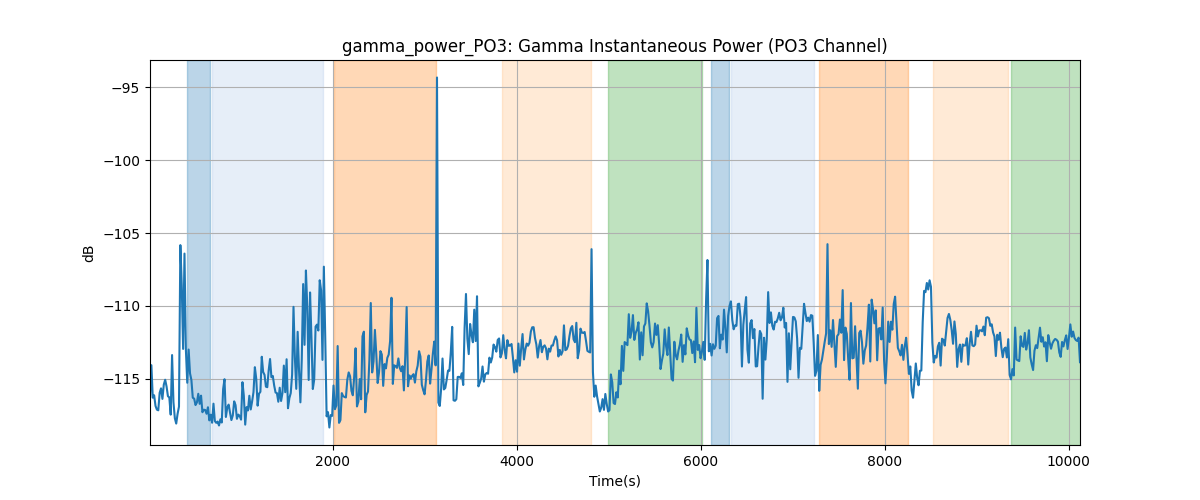 gamma_power_PO3: Gamma Instantaneous Power (PO3 Channel)
−95
−100
−105
−110
−115
dB
2000 4000 6000 8000 10000
Time(s)